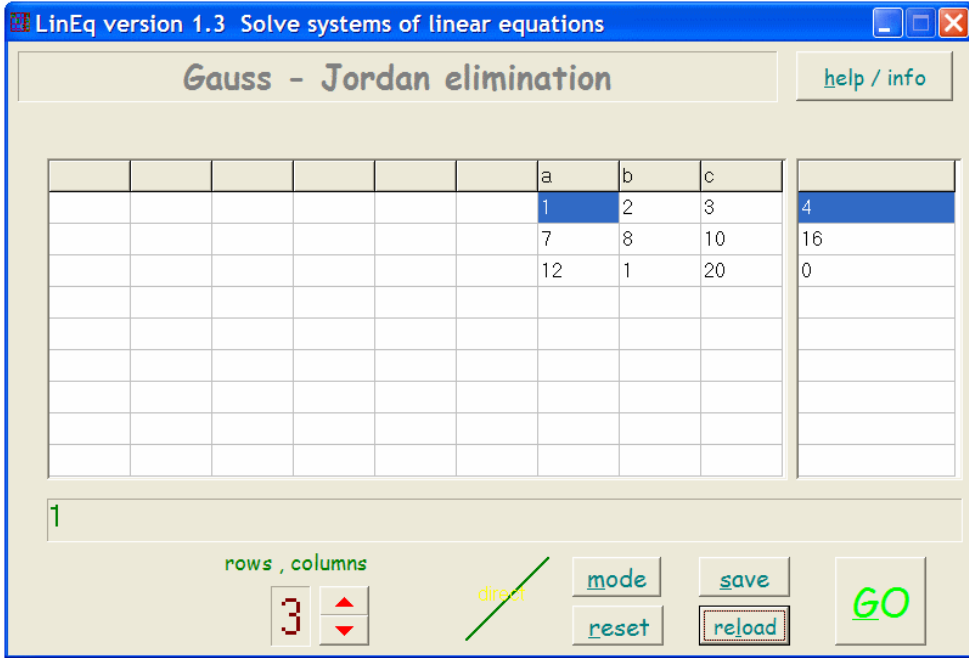 LinEq version 1.3 Solve systems of linear equations
Gauss - Jordan elimination
help / info
a b c
1 2 3 4
7 8 10 16
12 1 20 0
1
rows , columns
3
direct
mode save
GO
reset reload